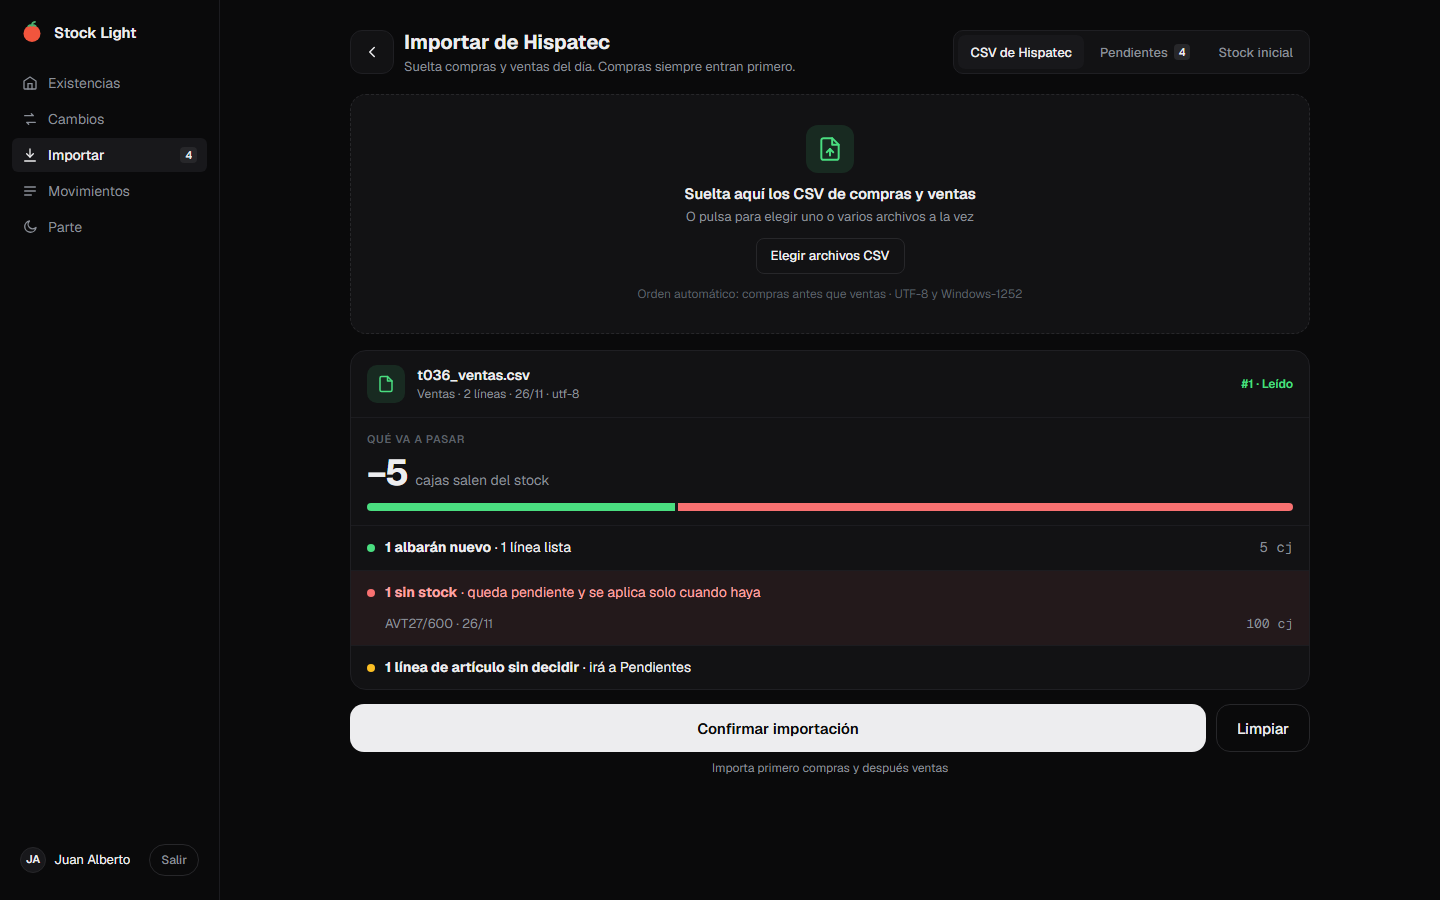 Stock Light
Existencias
Cambios
Importar 4
Movimientos
Parte
JA Juan Alberto Salir
Importar de Hispatec
Suelta compras y ventas del día. Compras siempre entran primero.
CSV de Hispatec Pendientes 4 Stock inicial
Suelta aquí los CSV de compras y ventas
O pulsa para elegir uno o varios archivos a la vez
Elegir archivos CSV
Orden automático: compras antes que ventas · UTF-8 y Windows-1252
t036_ventas.csv
Ventas · 2 líneas · 26/11 · utf-8
#1 · Leído
QUÉ VA A PASAR
−5 cajas salen del stock
1 albarán nuevo · 1 línea lista 5 cj
1 sin stock · queda pendiente y se aplica solo cuando haya
AVT27/600 · 26/11 100 cj
1 línea de artículo sin decidir · irá a Pendientes
Confirmar importación Limpiar
Importa primero compras y después ventas